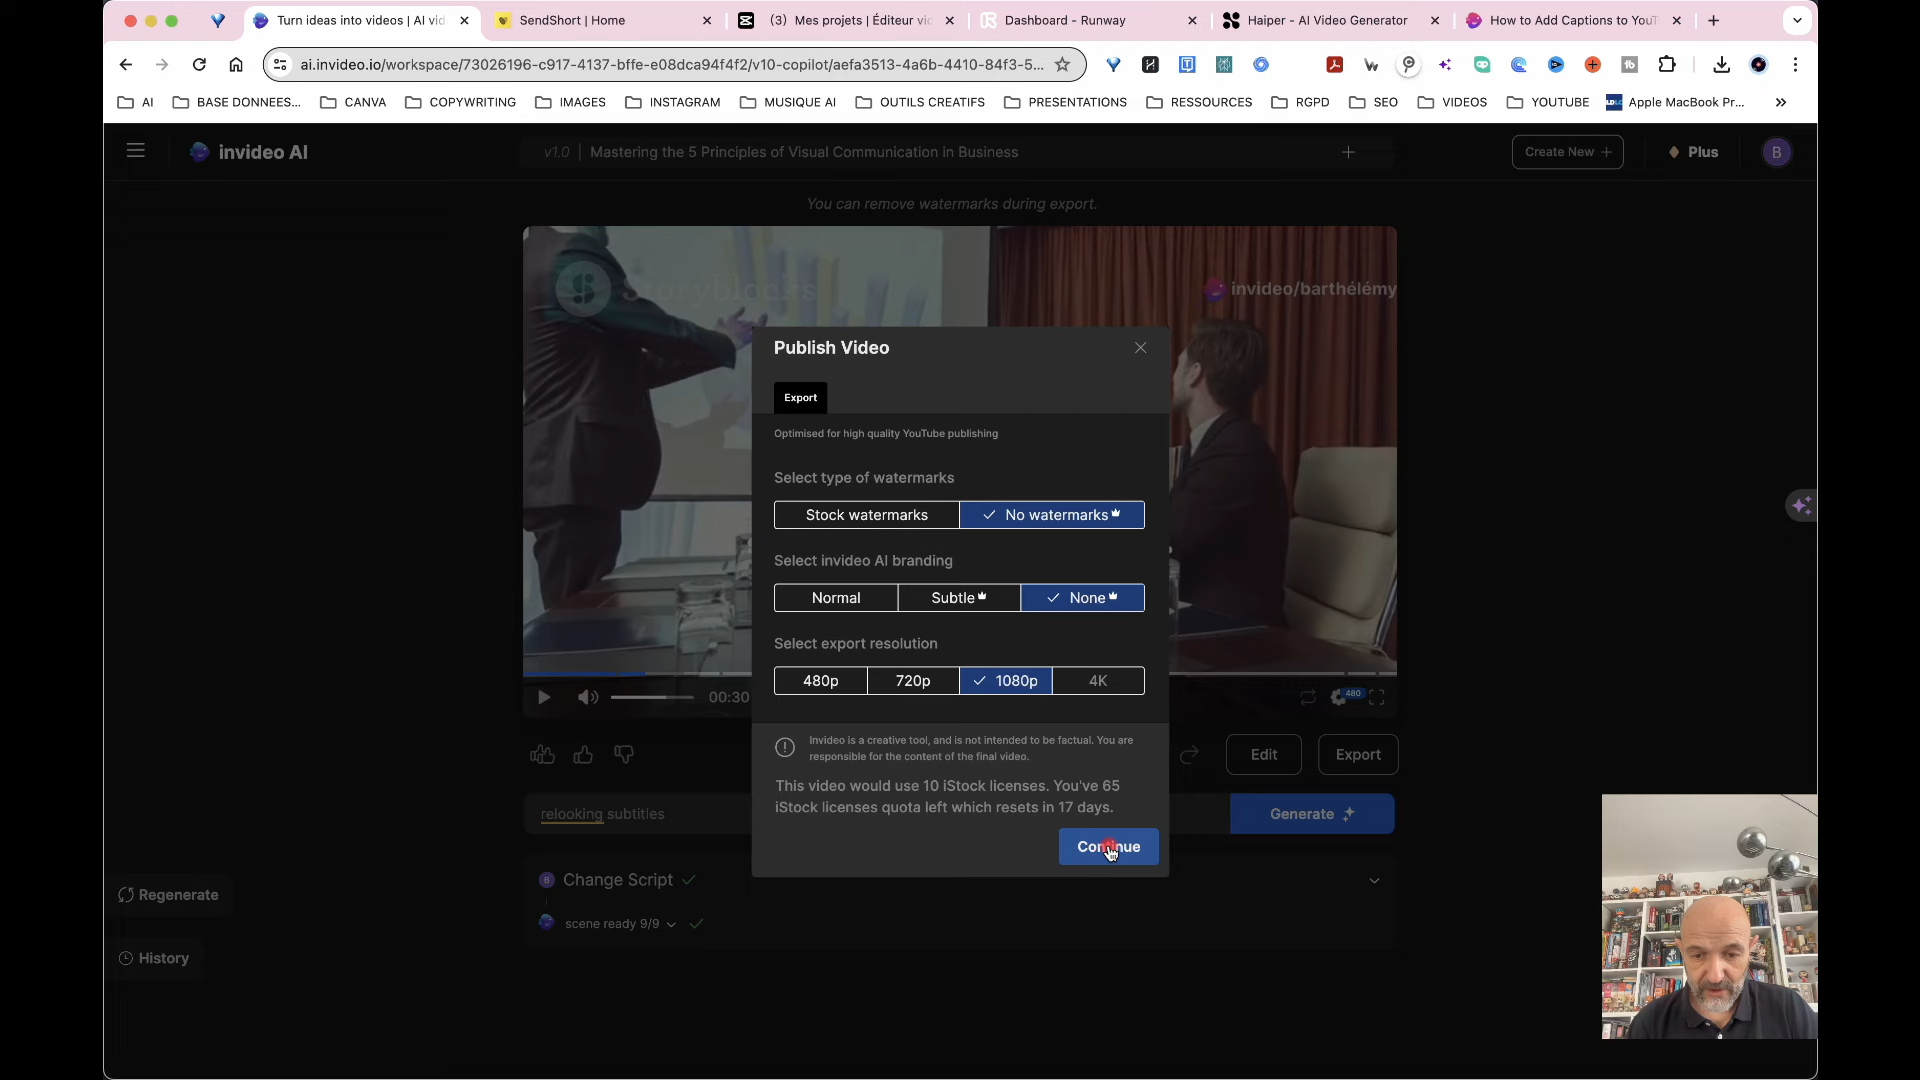 Turn ideas into videos | AI vid
SendShort | Home
(3) Mes projets | Éditeur vi
Dashboard - Runway
Haiper - AI Video Generator
How to Add Captions to YouT
ai.invideo.io/workspace/73026196-c917-4137-bffe-e08dca94f4f2/v10-copilot/aefa3513-4a6b-4410-84f3-5...
AI
BASE DONNEES...
CANVA
COPYWRITING
IMAGES
INSTAGRAM
MUSIQUE AI
OUTILS CREATIFS
PRESENTATIONS
RESSOURCES
RGPD
SEO
VIDEOS
YOUTUBE
Apple MacBook Pr...
invideo AI
v1.0 | Mastering the 5 Principles of Visual Communication in Business
Create New +
Plus
B
You can remove watermarks during export.
Storyblocks
invideo/barthélémy
Publish Video
Export
Optimised for high quality YouTube publishing
Select type of watermarks
Stock watermarks
No watermarks
Select invideo AI branding
Normal
Subtle
None
Select export resolution
480p
720p
1080p
4K
00:30
480
Invideo is a creative tool, and is not intended to be factual. You are
responsible for the content of the final video.
This video would use 10 iStock licenses. You've 65
iStock licenses quota left which resets in 17 days.
Continue
Edit
Export
relooking subtitles
Generate
B Change Script
scene ready 9/9
Regenerate
History